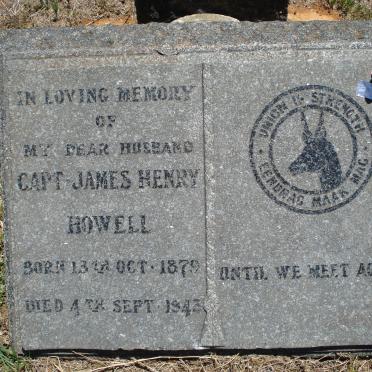 IN LOVING MEMORY
OF
MY DEAR HUSBAND
CAPT. JAMES HENRY
HOWELL
BORN 13TH OCT. 1879
DIED 4TH SEPT. 1943
UNION IS STRENGTH
EENDRAG MAAK MAG
UNTIL WE MEET